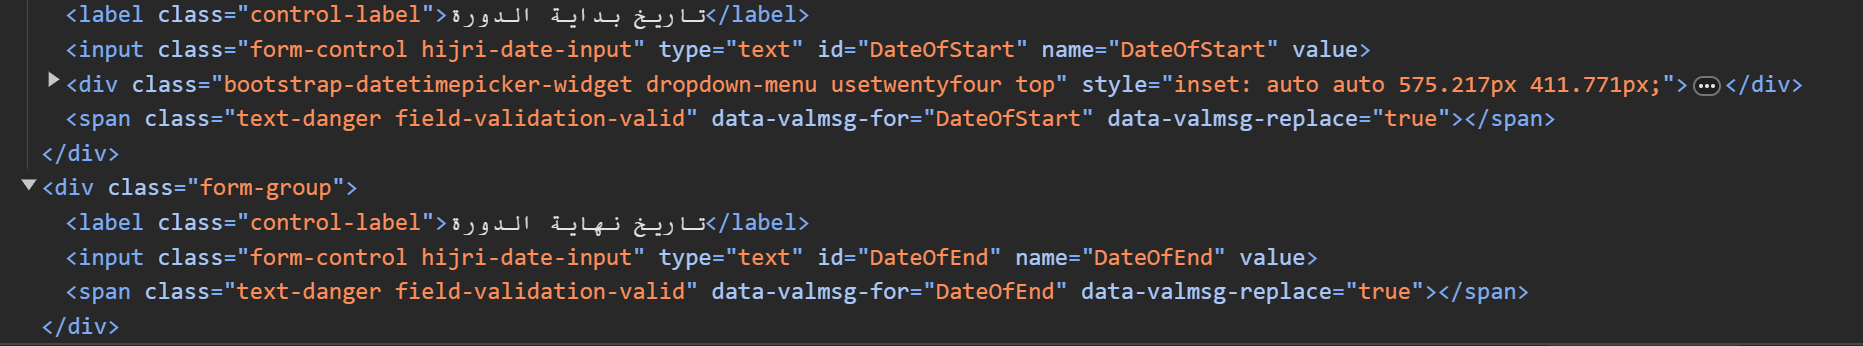 <label class="control-label">تاريخ بداية الدورة</label>
<input class="form-control hijri-date-input" type="text" id="DateOfStart" name="DateOfStart" value>
<div class="bootstrap-datetimepicker-widget dropdown-menu usetwentyfour top" style="inset: auto auto 575.217px 411.771px;">…</div>
<span class="text-danger field-validation-valid" data-valmsg-for="DateOfStart" data-valmsg-replace="true"></span>
</div>
<div class="form-group">
<label class="control-label">تاريخ نهاية الدورة</label>
<input class="form-control hijri-date-input" type="text" id="DateOfEnd" name="DateOfEnd" value>
<span class="text-danger field-validation-valid" data-valmsg-for="DateOfEnd" data-valmsg-replace="true"></span>
</div>